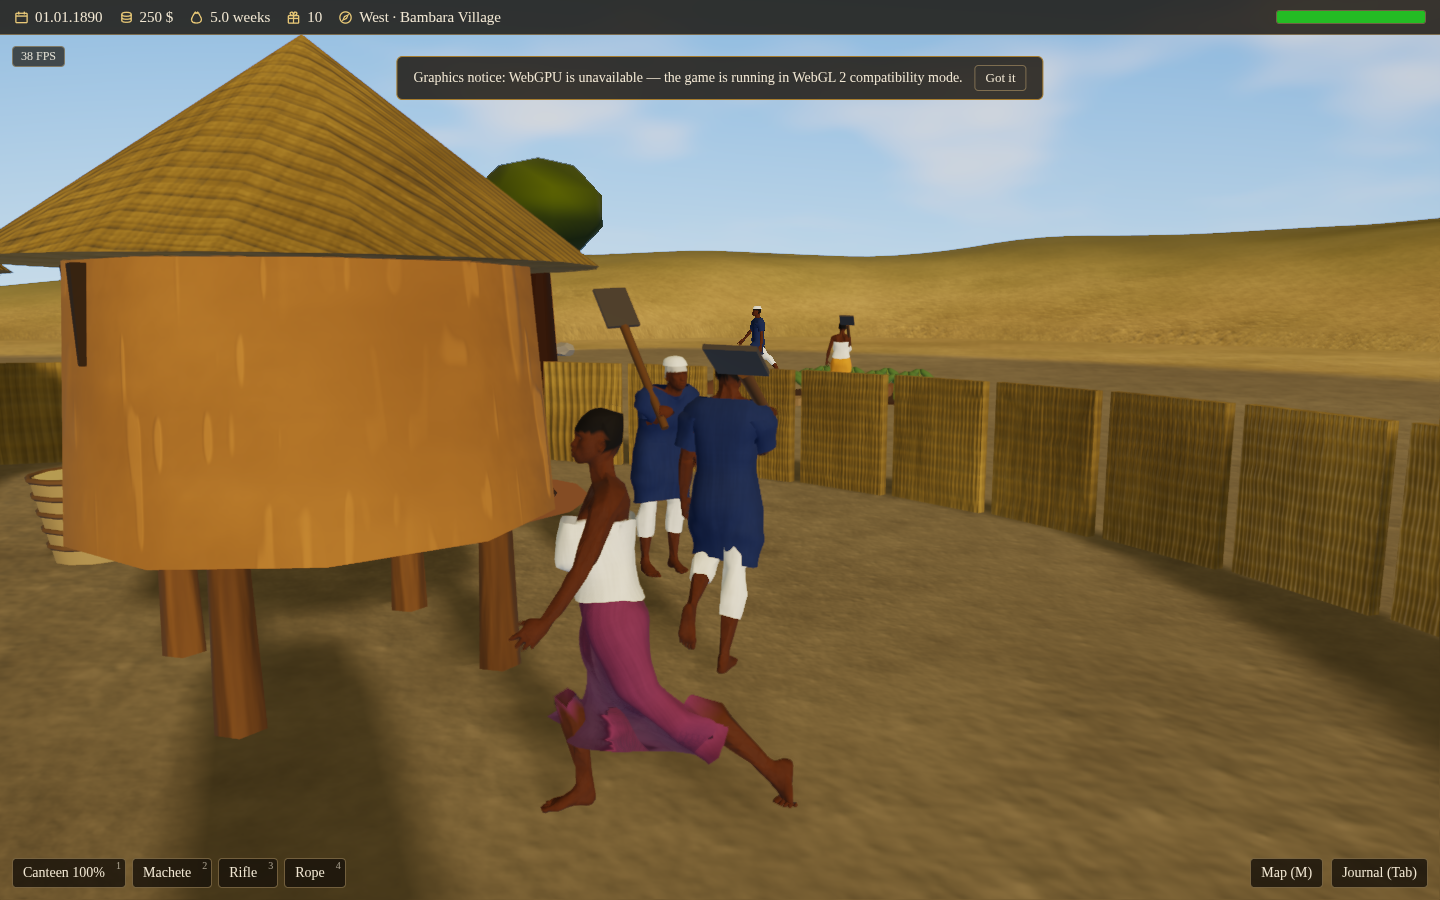 01.01.1890 250 $ 5.0 weeks 10 West · Bambara Village
38 FPS
Graphics notice: WebGPU is unavailable — the game is running in WebGL 2 compatibility mode. Got it
Canteen 100% 1 Machete 2 Rifle 3 Rope 4 Map (M) Journal (Tab)